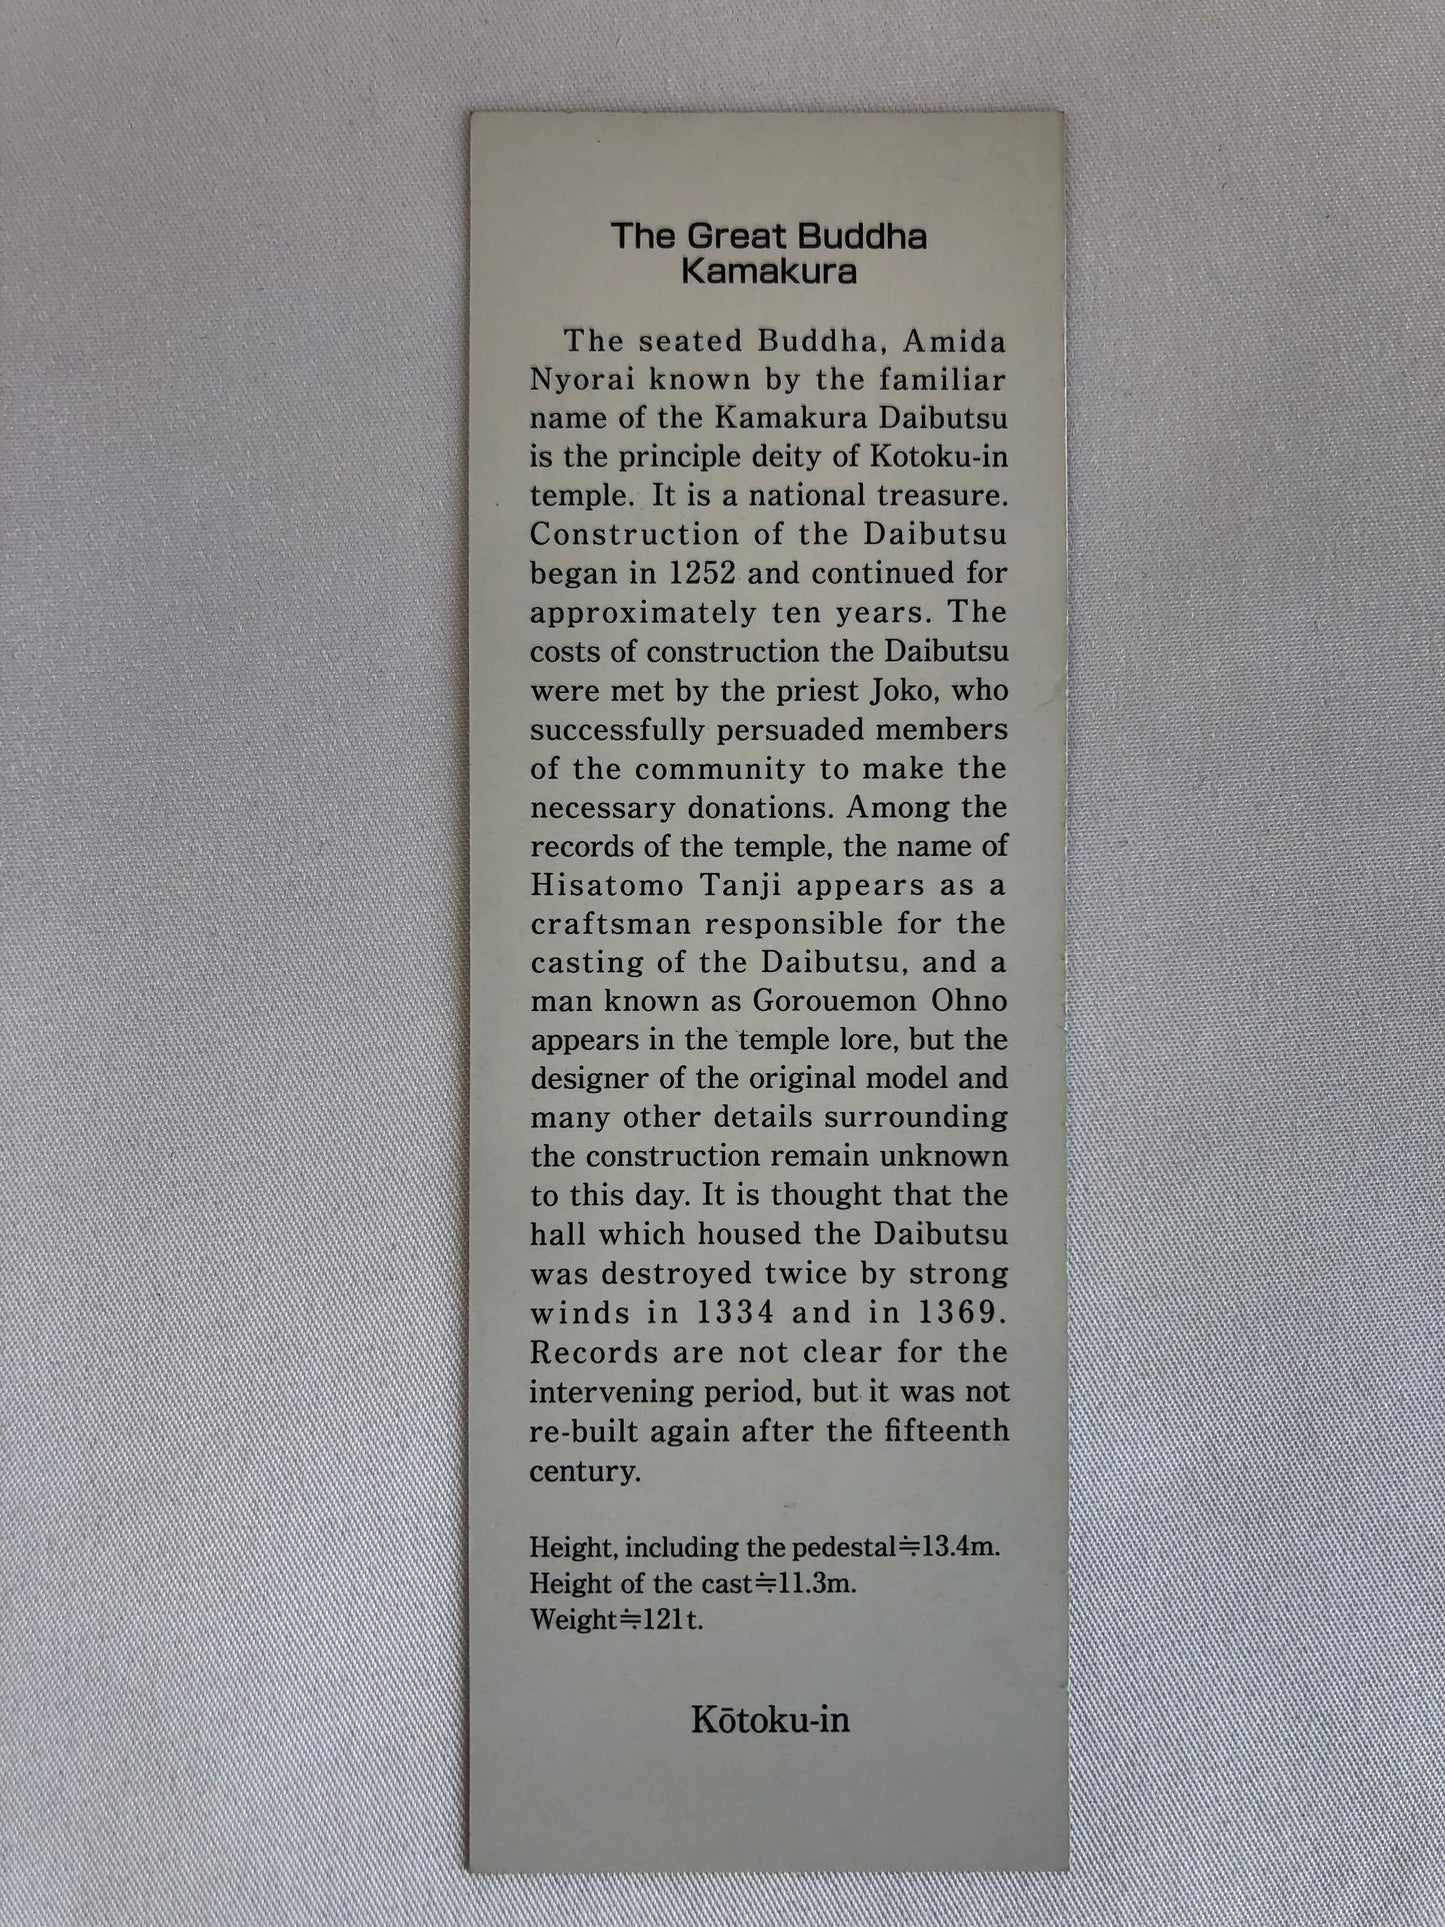 The Great Buddha
Kamakura
The seated Buddha, Amida
Nyorai known by the familiar
name of the Kamakura Daibutsu
is the principle deity of Kotoku-in
temple. It is a national treasure.
Construction of the Daibutsu
began in 1252 and continued for
approximately ten years. The
costs of construction the Daibutsu
were met by the priest Joko, who
successfully persuaded members
of the community to make the
necessary donations. Among the
records of the temple, the name of
Hisatomo Tanji appears as a
craftsman responsible for the
casting of the Daibutsu, and a
man known as Gorouemon Ohno
appears in the temple lore, but the
designer of the original model and
many other details surrounding
the construction remain unknown
to this day. It is thought that the
hall which housed the Daibutsu
was destroyed twice by strong
winds in 1334 and in 1369.
Records are not clear for the
intervening period, but it was not
re-built again after the fifteenth
century.
Height, including the pedestal≒13.4m.
Height of the cast≒11.3m.
Weight≒121t.
Kōtoku-in